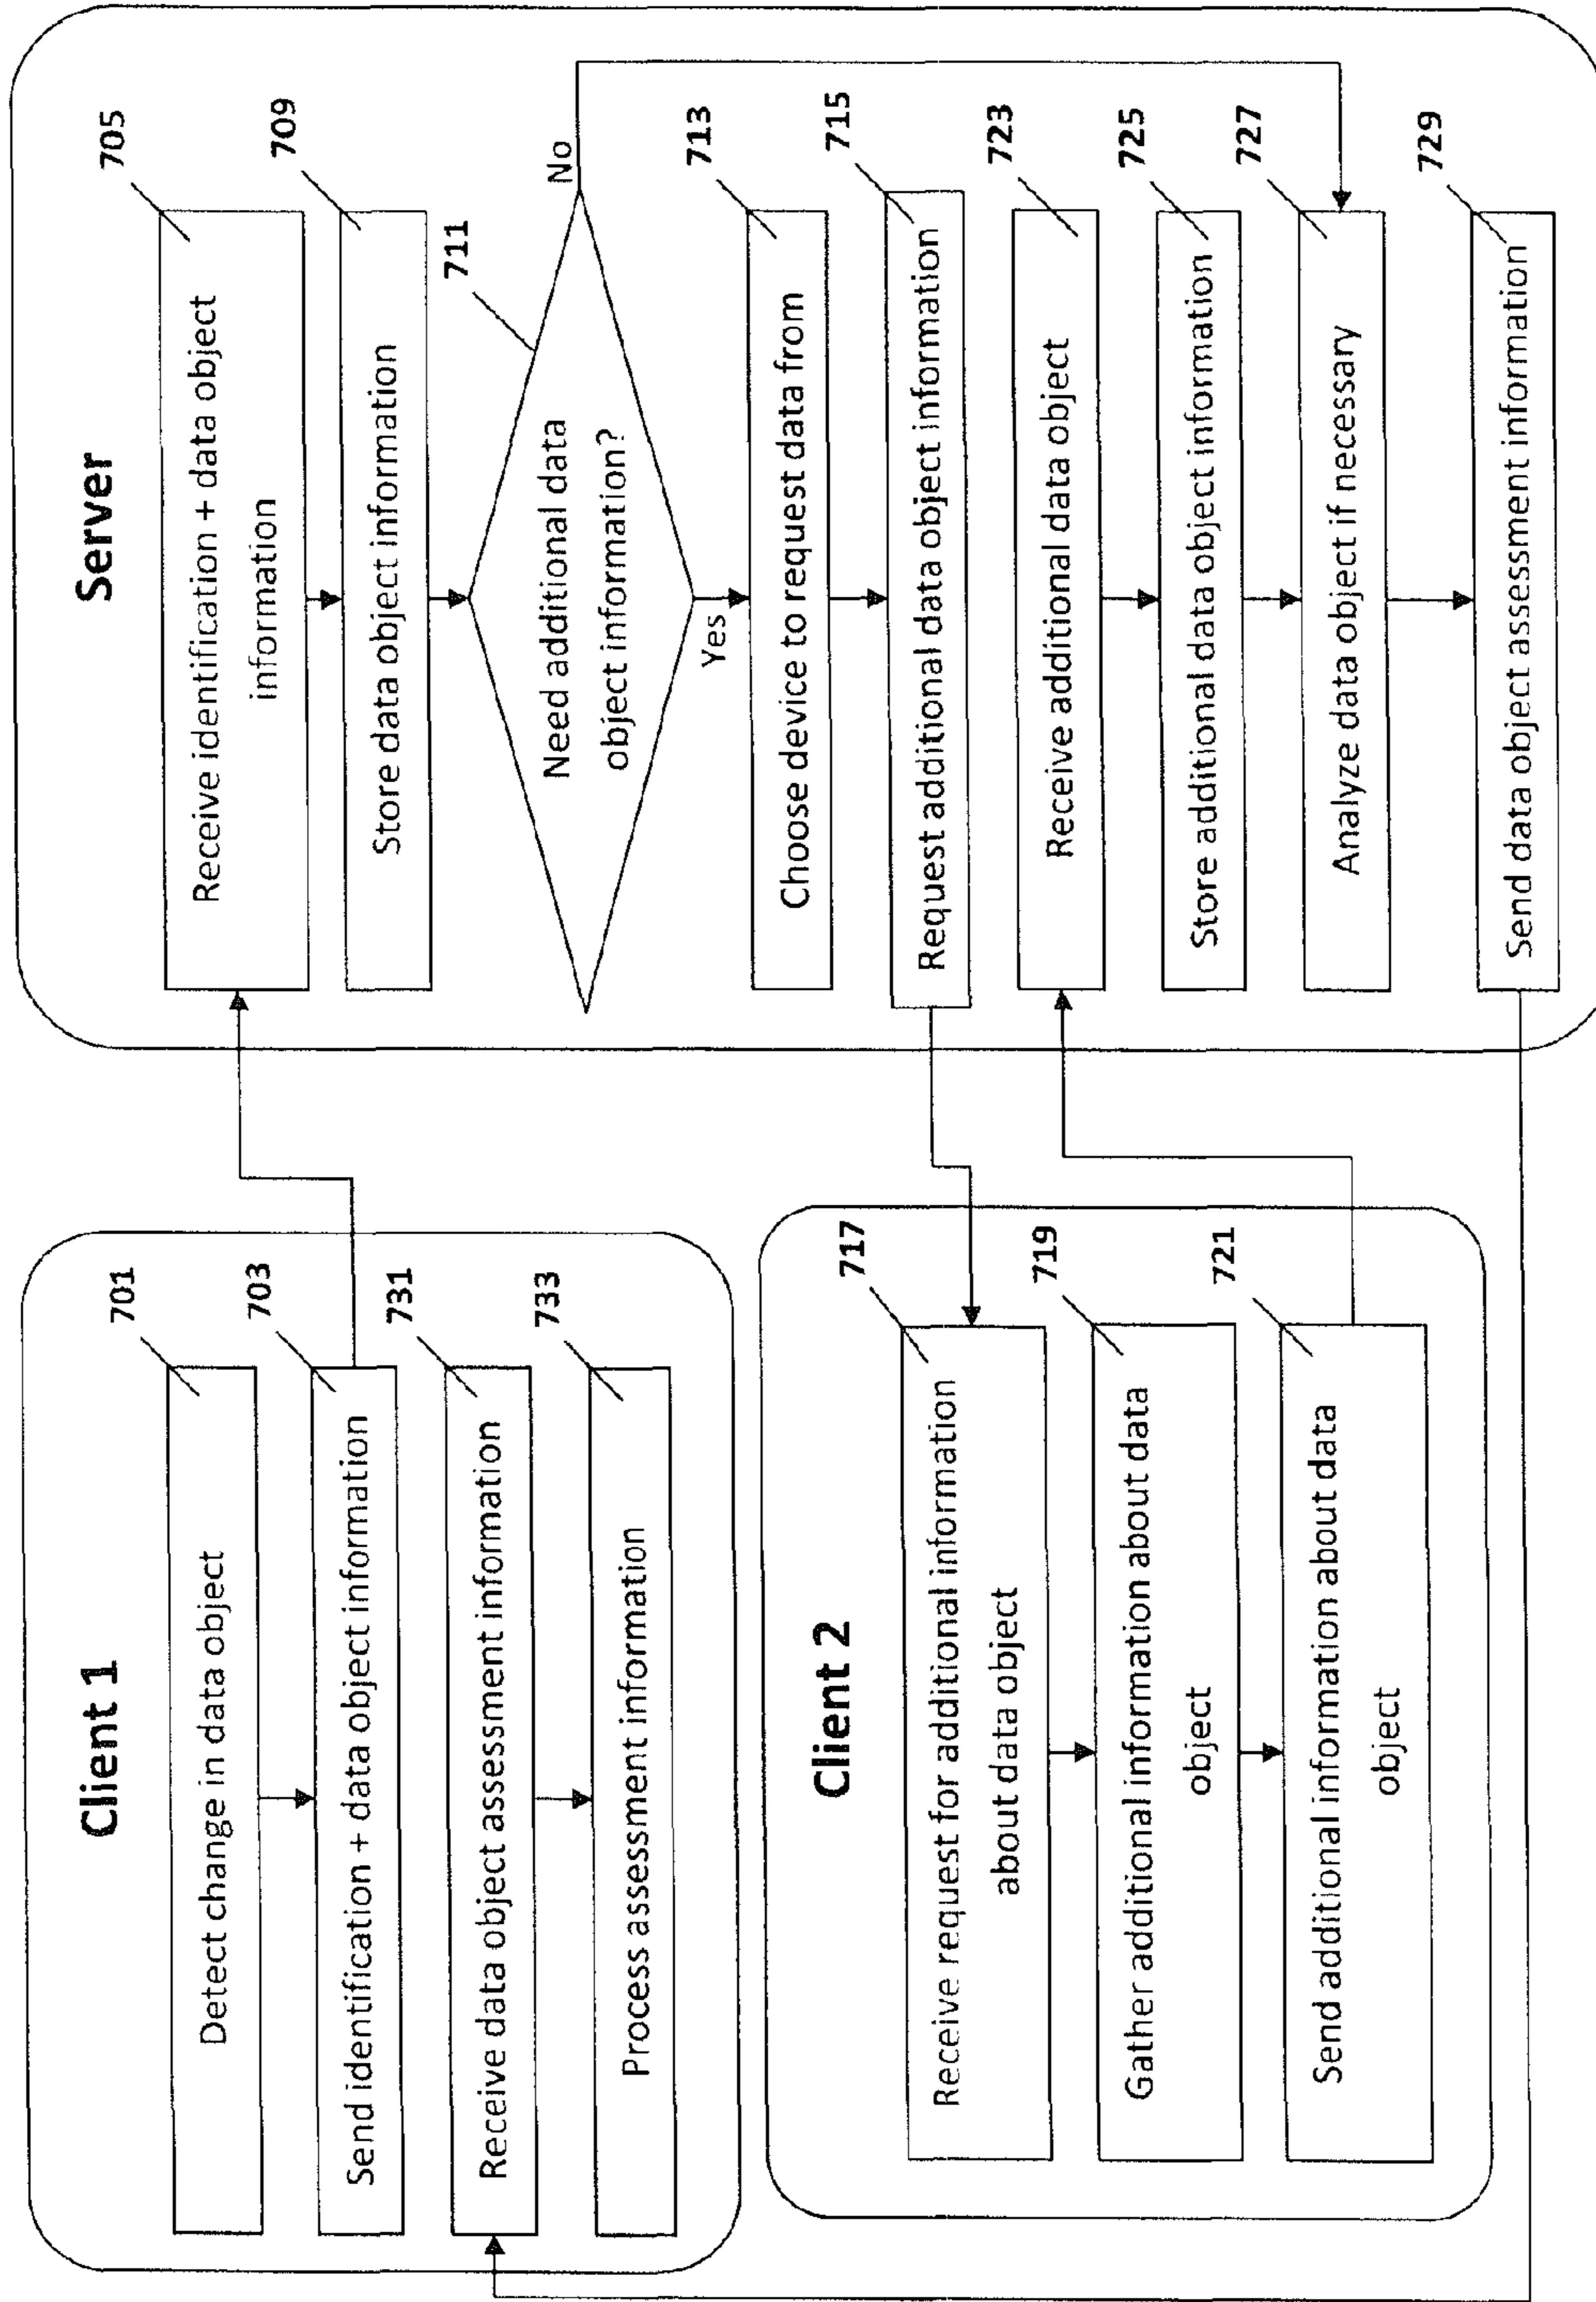 Client 1
701
Detect change in data object
703
Send identification + data object information
731
Receive data object assessment information
733
Process assessment information
Client 2
717
Receive request for additional information
about data object
719
Gather additional information about data
object
721
Send additional information about data
object
Server
705
Receive identification + data object
information
709
Store data object information
711
Need additional data
object information?
No
Yes
713
Choose device to request data from
715
Request additional data object information
723
Receive additional data object
725
Store additional data object information
727
Analyze data object if necessary
729
Send data object assessment information